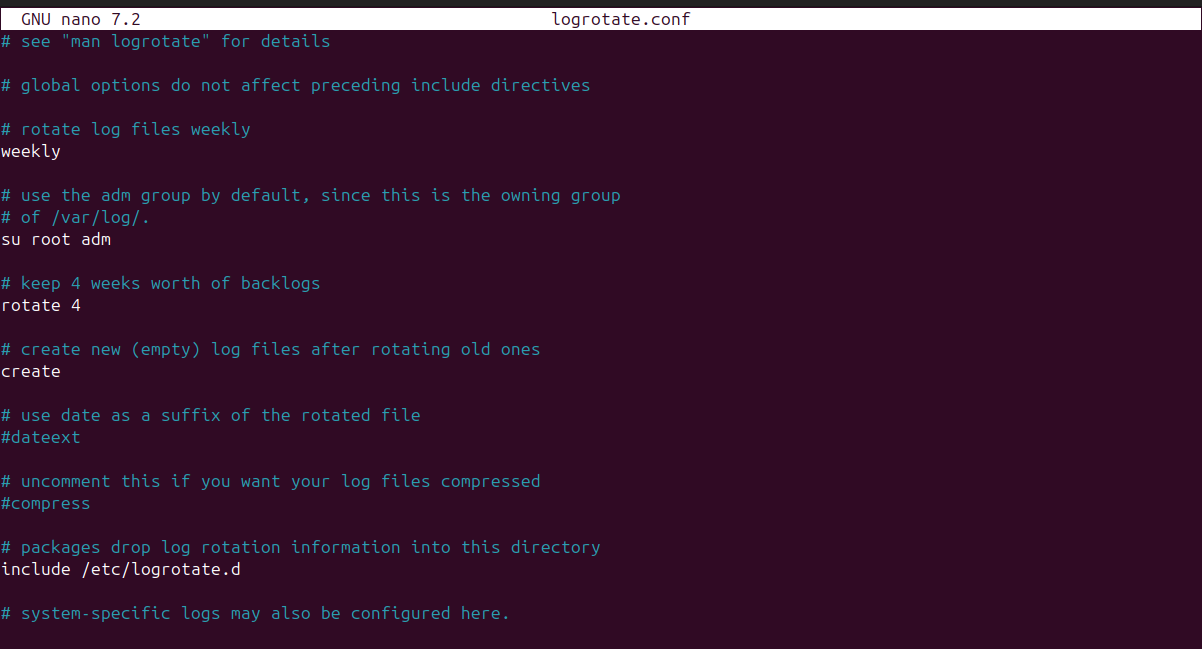 GNU nano 7.2 logrotate.conf
# see "man logrotate" for details
# global options do not affect preceding include directives
# rotate log files weekly
weekly
# use the adm group by default, since this is the owning group
# of /var/log/.
su root adm
# keep 4 weeks worth of backlogs
rotate 4
# create new (empty) log files after rotating old ones
create
# use date as a suffix of the rotated file
#dateext
# uncomment this if you want your log files compressed
#compress
# packages drop log rotation information into this directory
include /etc/logrotate.d
# system-specific logs may also be configured here.